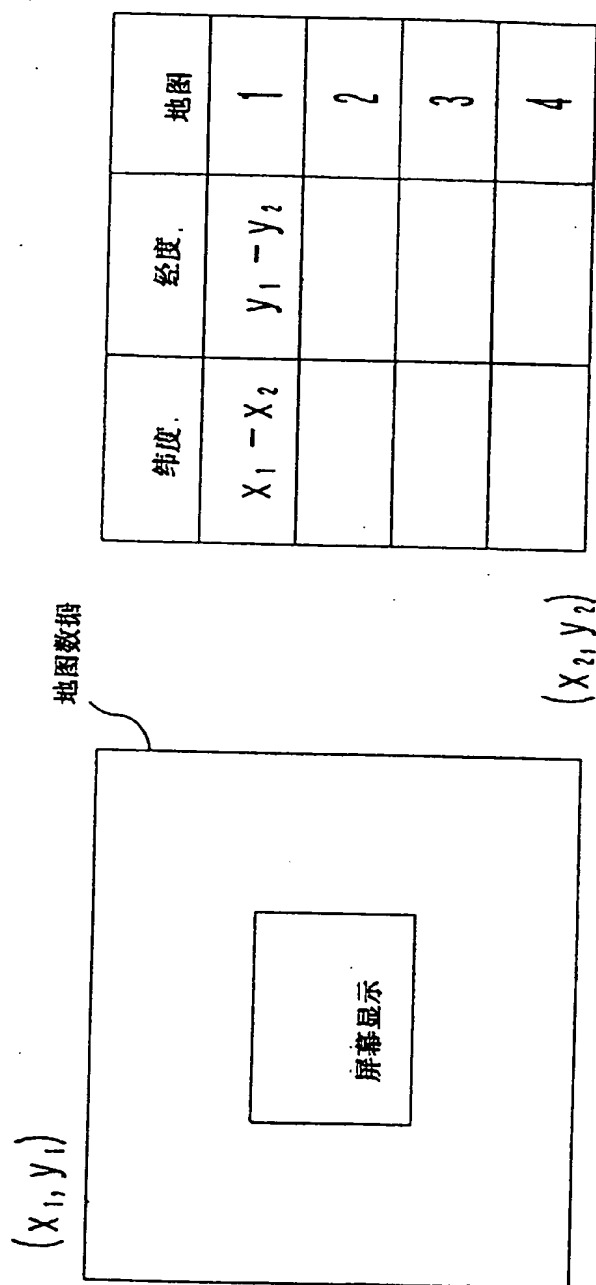 (x₁, y₁)
地图数据
屏幕显示
(x₂, y₂)
纬度. 经度. 地图
x₁－x₂ y₁－y₂ 1
2
3
4